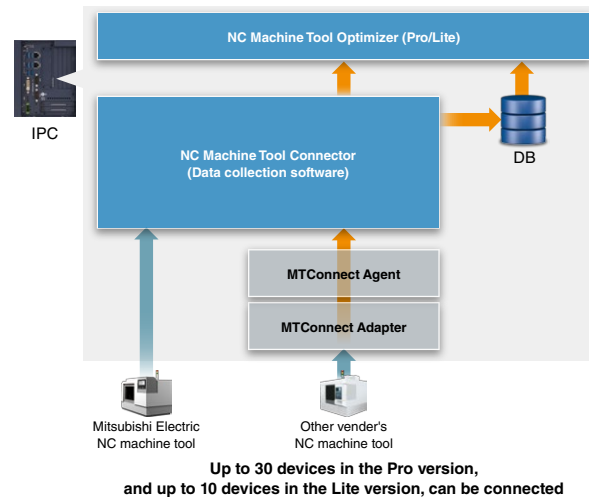 NC Machine Tool Optimizer (Pro/Lite)
IPC
NC Machine Tool Connector
(Data collection software)
DB
MTConnect Agent
MTConnect Adapter
Mitsubishi Electric
NC machine tool
Other vender's
NC machine tool
Up to 30 devices in the Pro version,
and up to 10 devices in the Lite version, can be connected